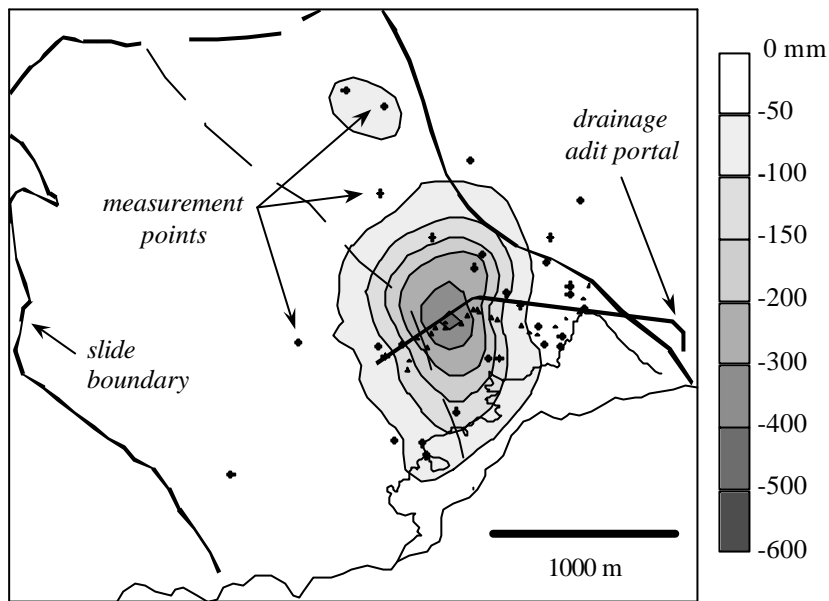 0 mm
-50
drainage
adit portal
-100
measurement
points
-150
-200
slide
boundary
-300
-400
-500
1000 m
-600